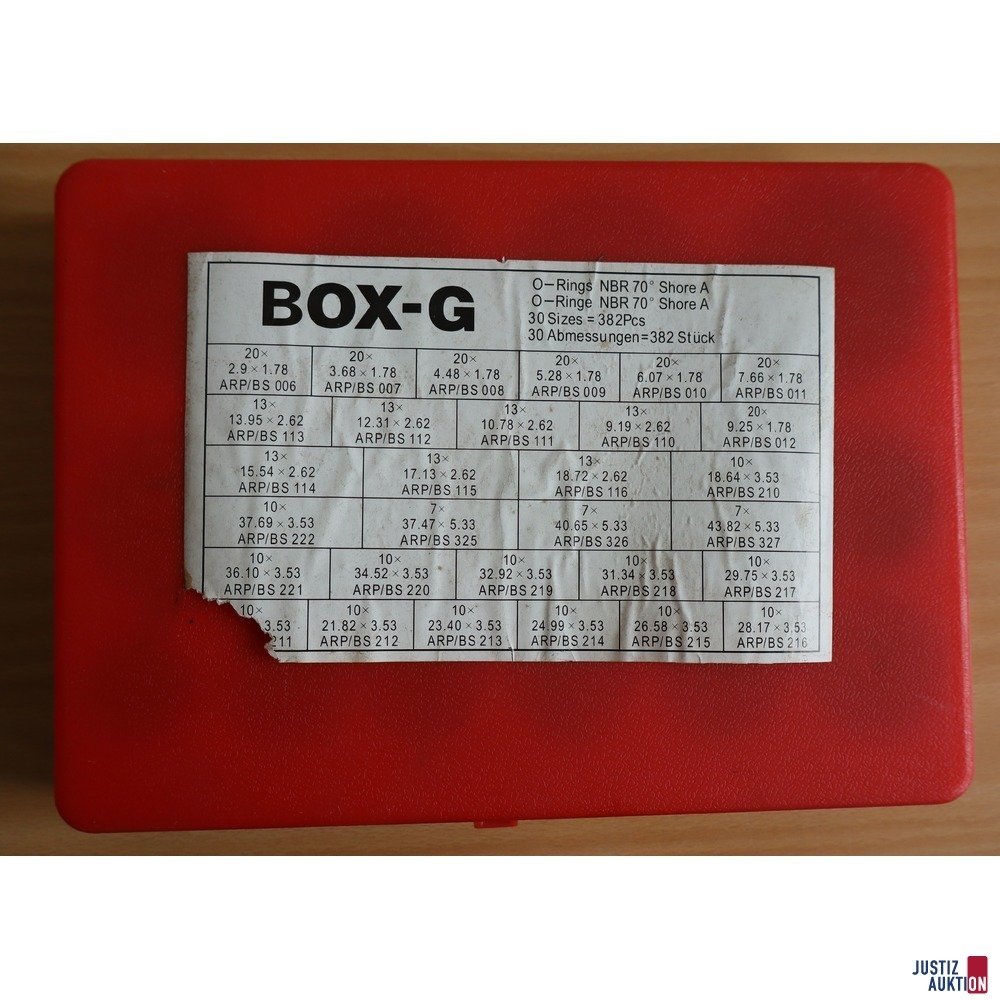 BOX-G
O-Rings NBR 70° Shore A
O-Ringe NBR 70° Shore A
30 Sizes = 382Pcs
30 Abmessungen=382 Stück
20× 20× 20× 20× 20× 20×
2.9 × 1.78 3.68 × 1.78 4.48 × 1.78 5.28 × 1.78 6.07 × 1.78 7.66 × 1.78
ARP/BS 006 ARP/BS 007 ARP/BS 008 ARP/BS 009 ARP/BS 010 ARP/BS 011
13× 13× 13× 13× 20×
13.95 × 2.62 12.31 × 2.62 10.78 × 2.62 9.19 × 2.62 9.25 × 1.78
ARP/BS 113 ARP/BS 112 ARP/BS 111 ARP/BS 110 ARP/BS 012
13× 13× 13× 10×
15.54 × 2.62 17.13 × 2.62 18.72 × 2.62 18.64 × 3.53
ARP/BS 114 ARP/BS 115 ARP/BS 116 ARP/BS 210
10× 7× 7× 7×
37.69 × 3.53 37.47 × 5.33 40.65 × 5.33 43.82 × 5.33
ARP/BS 222 ARP/BS 325 ARP/BS 326 ARP/BS 327
10× 10× 10× 10× 10×
36.10 × 3.53 34.52 × 3.53 32.92 × 3.53 31.34 × 3.53 29.75 × 3.53
ARP/BS 221 ARP/BS 220 ARP/BS 219 ARP/BS 218 ARP/BS 217
10× 10× 10× 10× 10× 10×
3.53 21.82 × 3.53 23.40 × 3.53 24.99 × 3.53 26.58 × 3.53 28.17 × 3.53
211 ARP/BS 212 ARP/BS 213 ARP/BS 214 ARP/BS 215 ARP/BS 216
JUSTIZ
AUKTION